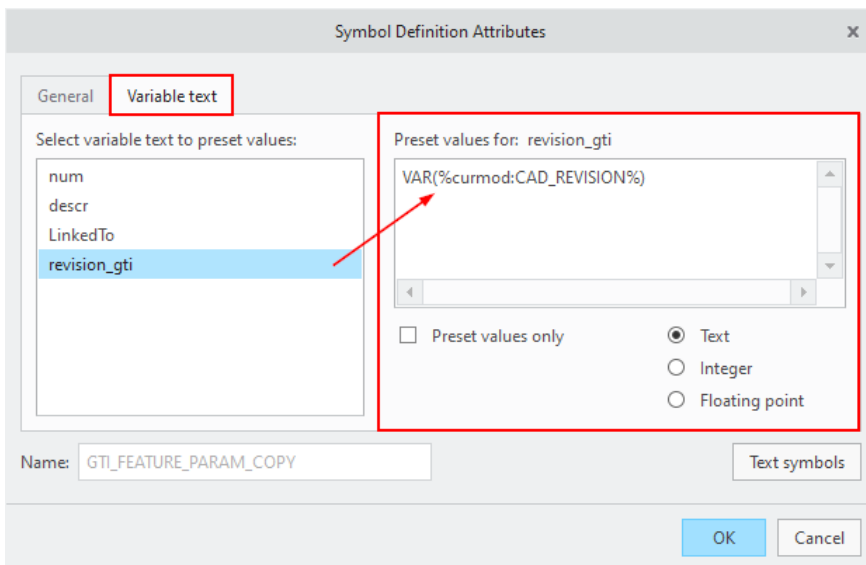 Symbol Definition Attributes x
General Variable text
Select variable text to preset values:
num
descr
LinkedTo
revision_gti
Preset values for: revision_gti
VAR(%curmod:CAD_REVISION%)
Preset values only
Text
Integer
Floating point
Name: GTI_FEATURE_PARAM_COPY
Text symbols
OK Cancel